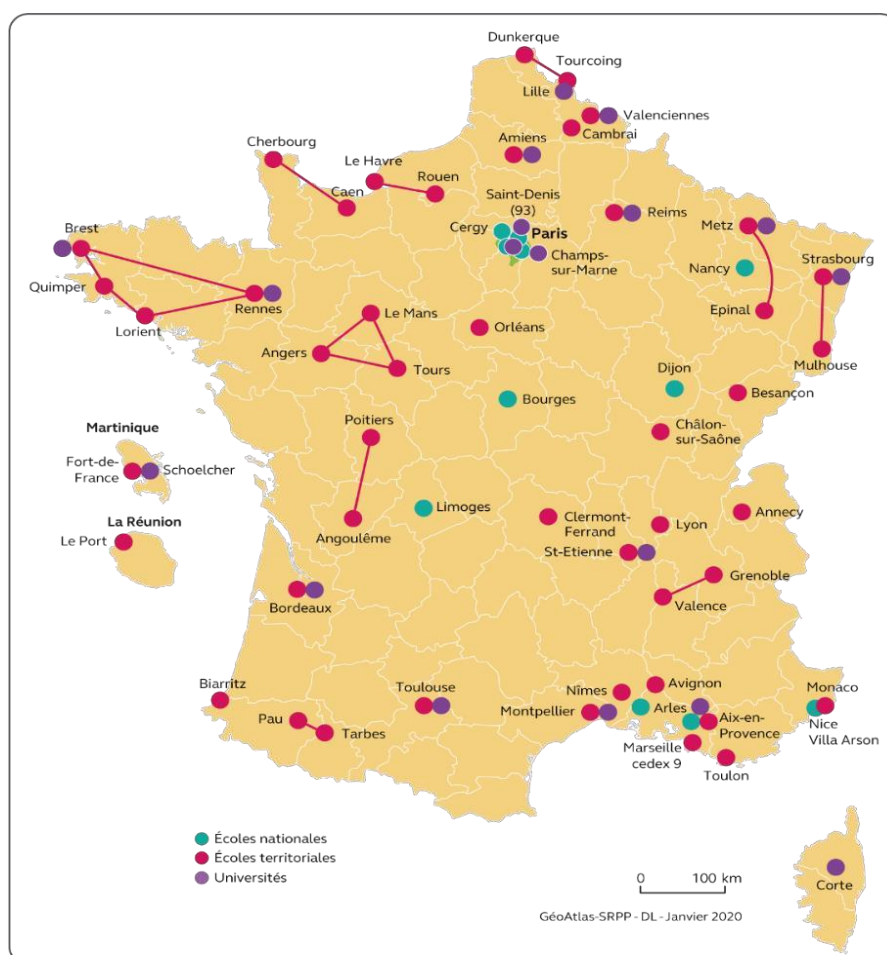 Dunkerque
Tourcoing
Lille
Valenciennes
Cambrai
Cherbourg
Amiens
Le Havre
Rouen
Caen
Saint-Denis
(93)
Reims
Metz
Cergy
Paris
Strasbourg
Brest
Champs-
sur-Marne
Nancy
Quimper
Rennes
Epinal
Lorient
Le Mans
Orléans
Angers
Tours
Mulhouse
Dijon
Besançon
Bourges
Poitiers
Châlon-
sur-Saône
Martinique
Fort-de-
France
Schoelcher
Limoges
Clermont-
Ferrand
Lyon
Annecy
La Réunion
Le Port
Angoulême
St-Etienne
Grenoble
Bordeaux
Valence
Biarritz
Toulouse
Nîmes
Avignon
Monaco
Pau
Montpellier
Arles
Aix-en-
Provence
Nice
Villa Arson
Tarbes
Marseille
cedex 9
Toulon
Écoles nationales
Écoles territoriales
Universités
0 100 km
Corte
GéoAtlas-SRPP - DL - Janvier 2020